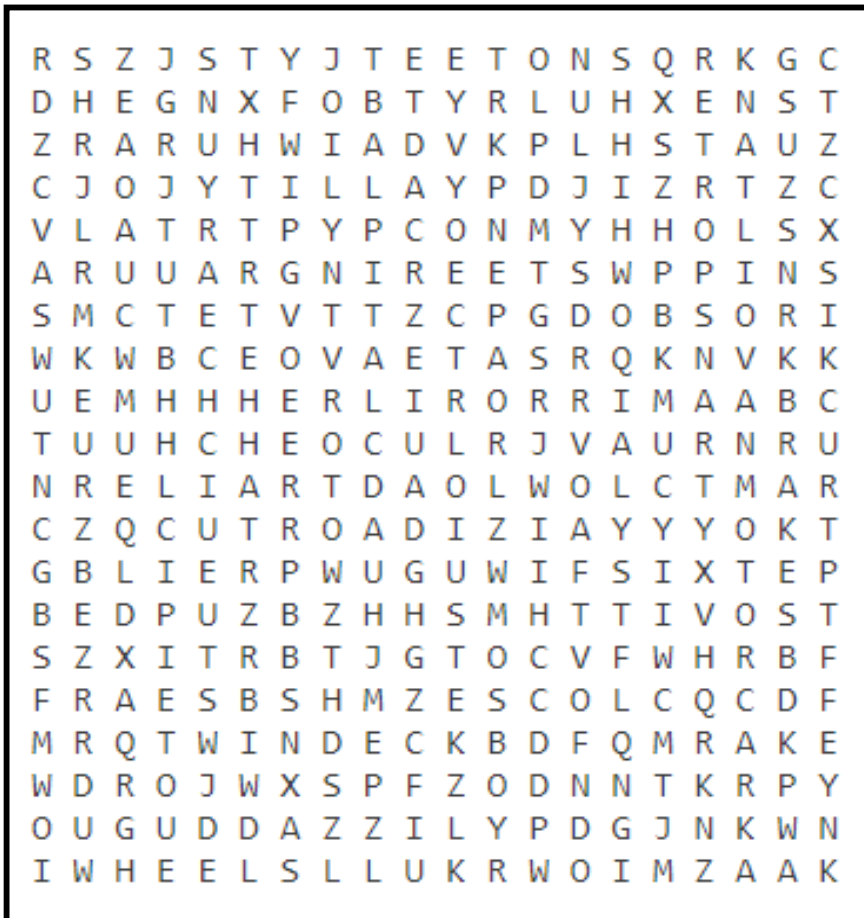 R S Z J S T Y J T E E T O N S Q R K G C
D H E G N X F O B T Y R L U H X E N S T
Z R A R U H W I A D V K P L H S T A U Z
C J O J Y T I L L A Y P D J I Z R T Z C
V L A T R T P Y P C O N M Y H H O L S X
A R U U A R G N I R E E T S W P P I N S
S M C T E T V T T Z C P G D O B S O R I
W K W B C E O V A E T A S R Q K N V K K
U E M H H H E R L I R O R R I M A A B C
T U U H C H E O C U L R J V A U R N R U
N R E L I A R T D A O L W O L C T M A R
C Z Q C U T R O A D I Z I A Y Y Y O K T
G B L I E R P W U G U W I F S I X T E P
B E D P U Z B Z H H S M H T T I V O S T
S Z X I T R B T J G T O C V F W H R B F
F R A E S B S H M Z E S C O L C Q C D F
M R Q T W I N D E C K B D F Q M R A K E
W D R O J W X S P F Z O D N N T K R P Y
O U G U D D A Z Z I L Y P D G J N K W N
I W H E E L S L L U K R W O I M Z A A K